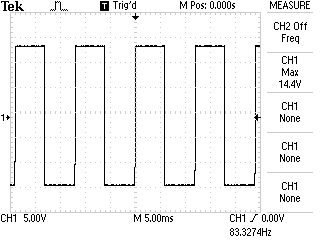 Tek
T Trig'd
M Pos: 0.000s
MEASURE
CH2 Off
Freq
CH1
Max
14.4V
CH1
None
CH1
None
CH1
None
1
CH1 5.00V
M 5.00ms
CH1 / 0.00V
83.3274Hz